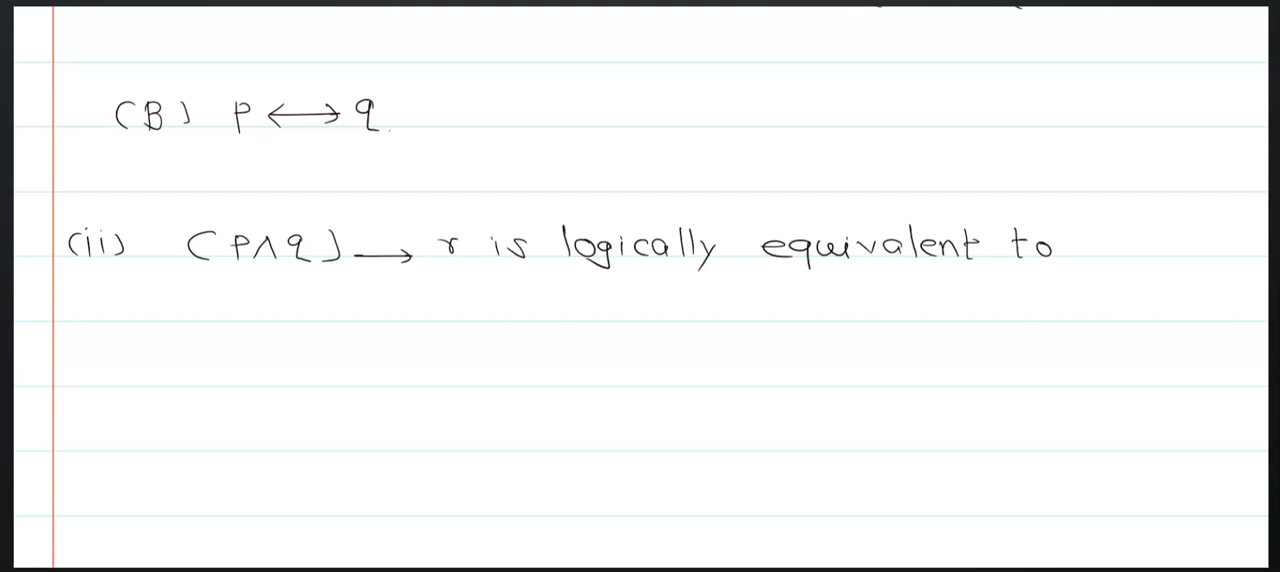 (B) p ⟷ q.
(ii) (p∧q) ⟶ r is logically equivalent to